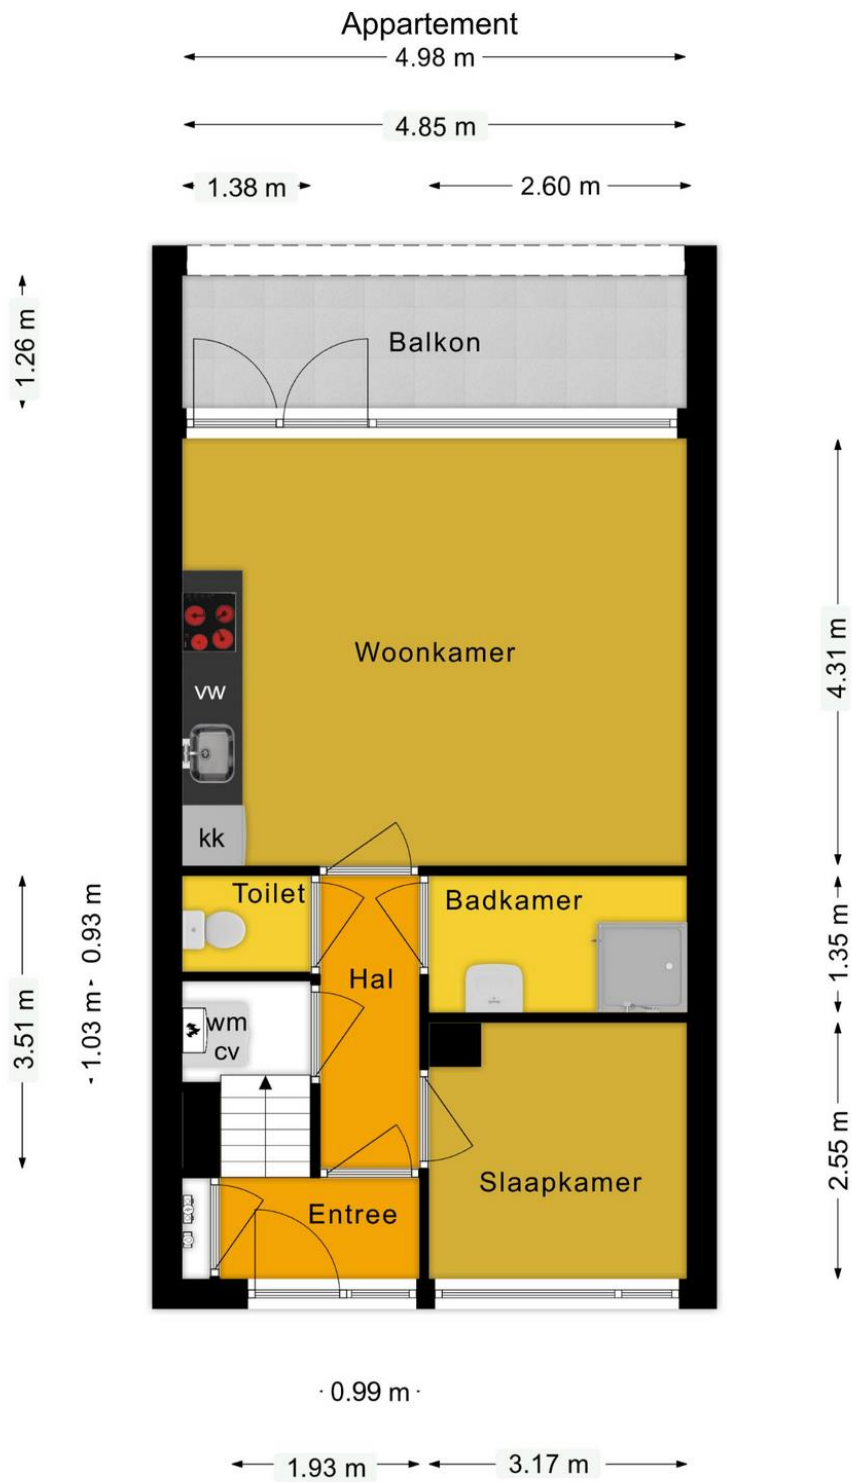 Appartement
4.98 m
4.85 m
1.38 m
2.60 m
1.26 m
Balkon
Woonkamer
4.31 m
vw
kk
Toilet
Badkamer
0.93 m
1.35 m
Hal
3.51 m
1.03 m
wm
cv
2.55 m
Slaapkamer
Entree
0.99 m
1.93 m
3.17 m